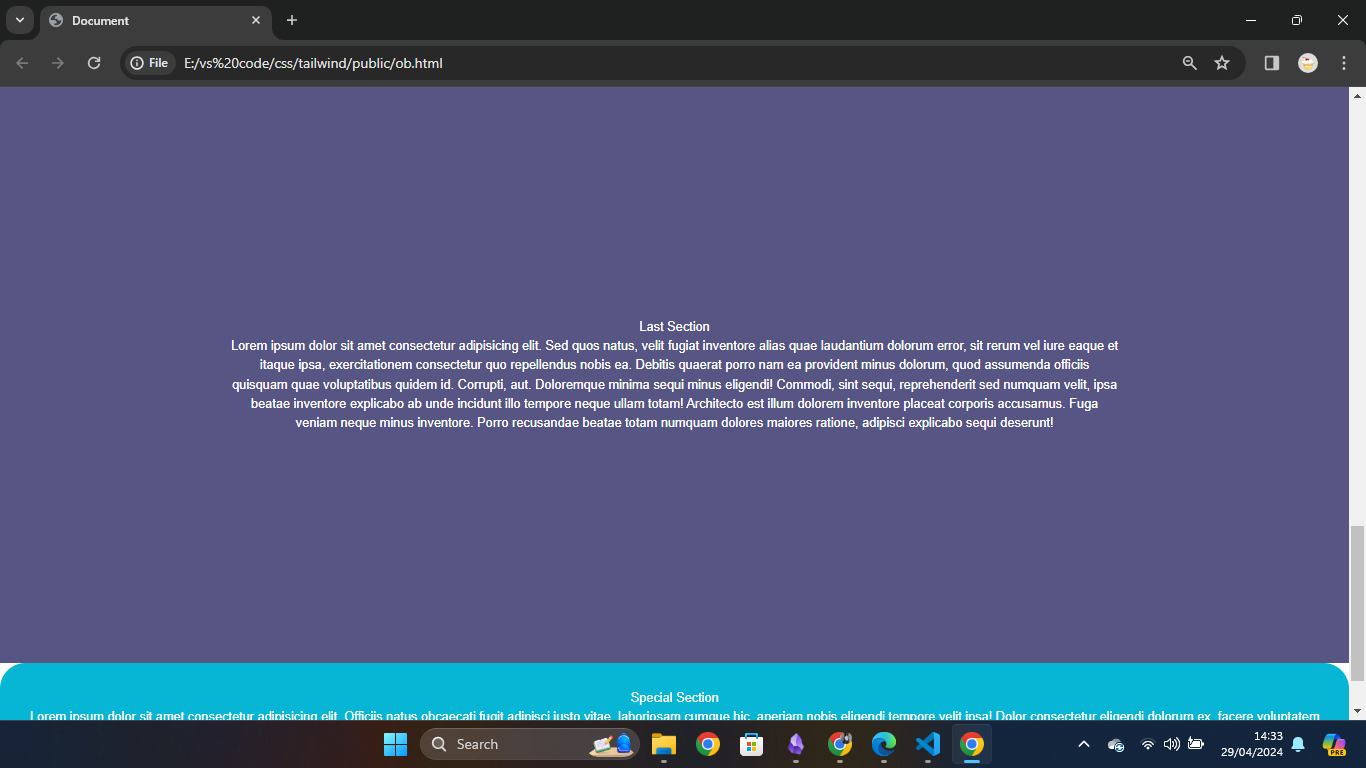 Document
File
E:/vs%20code/css/tailwind/public/ob.html
Last Section
Lorem ipsum dolor sit amet consectetur adipisicing elit. Sed quos natus, velit fugiat inventore alias quae laudantium dolorum error, sit rerum vel iure eaque et
itaque ipsa, exercitationem consectetur quo repellendus nobis ea. Debitis quaerat porro nam ea provident minus dolorum, quod assumenda officiis
quisquam quae voluptatibus quidem id. Corrupti, aut. Doloremque minima sequi minus eligendi! Commodi, sint sequi, reprehenderit sed numquam velit, ipsa
beatae inventore explicabo ab unde incidunt illo tempore neque ullam totam! Architecto est illum dolorem inventore placeat corporis accusamus. Fuga
veniam neque minus inventore. Porro recusandae beatae totam numquam dolores maiores ratione, adipisci explicabo sequi deserunt!
Special Section
Lorem ipsum dolor sit amet consectetur adipisicing elit. Officiis natus obcaecati fugit adipisci iusto vitae, laboriosam cumque hic, aperiam nobis eligendi tempore velit ipsa! Dolor consectetur eligendi dolorum ex, facere voluptatem
Search
14:33
29/04/2024
PRE